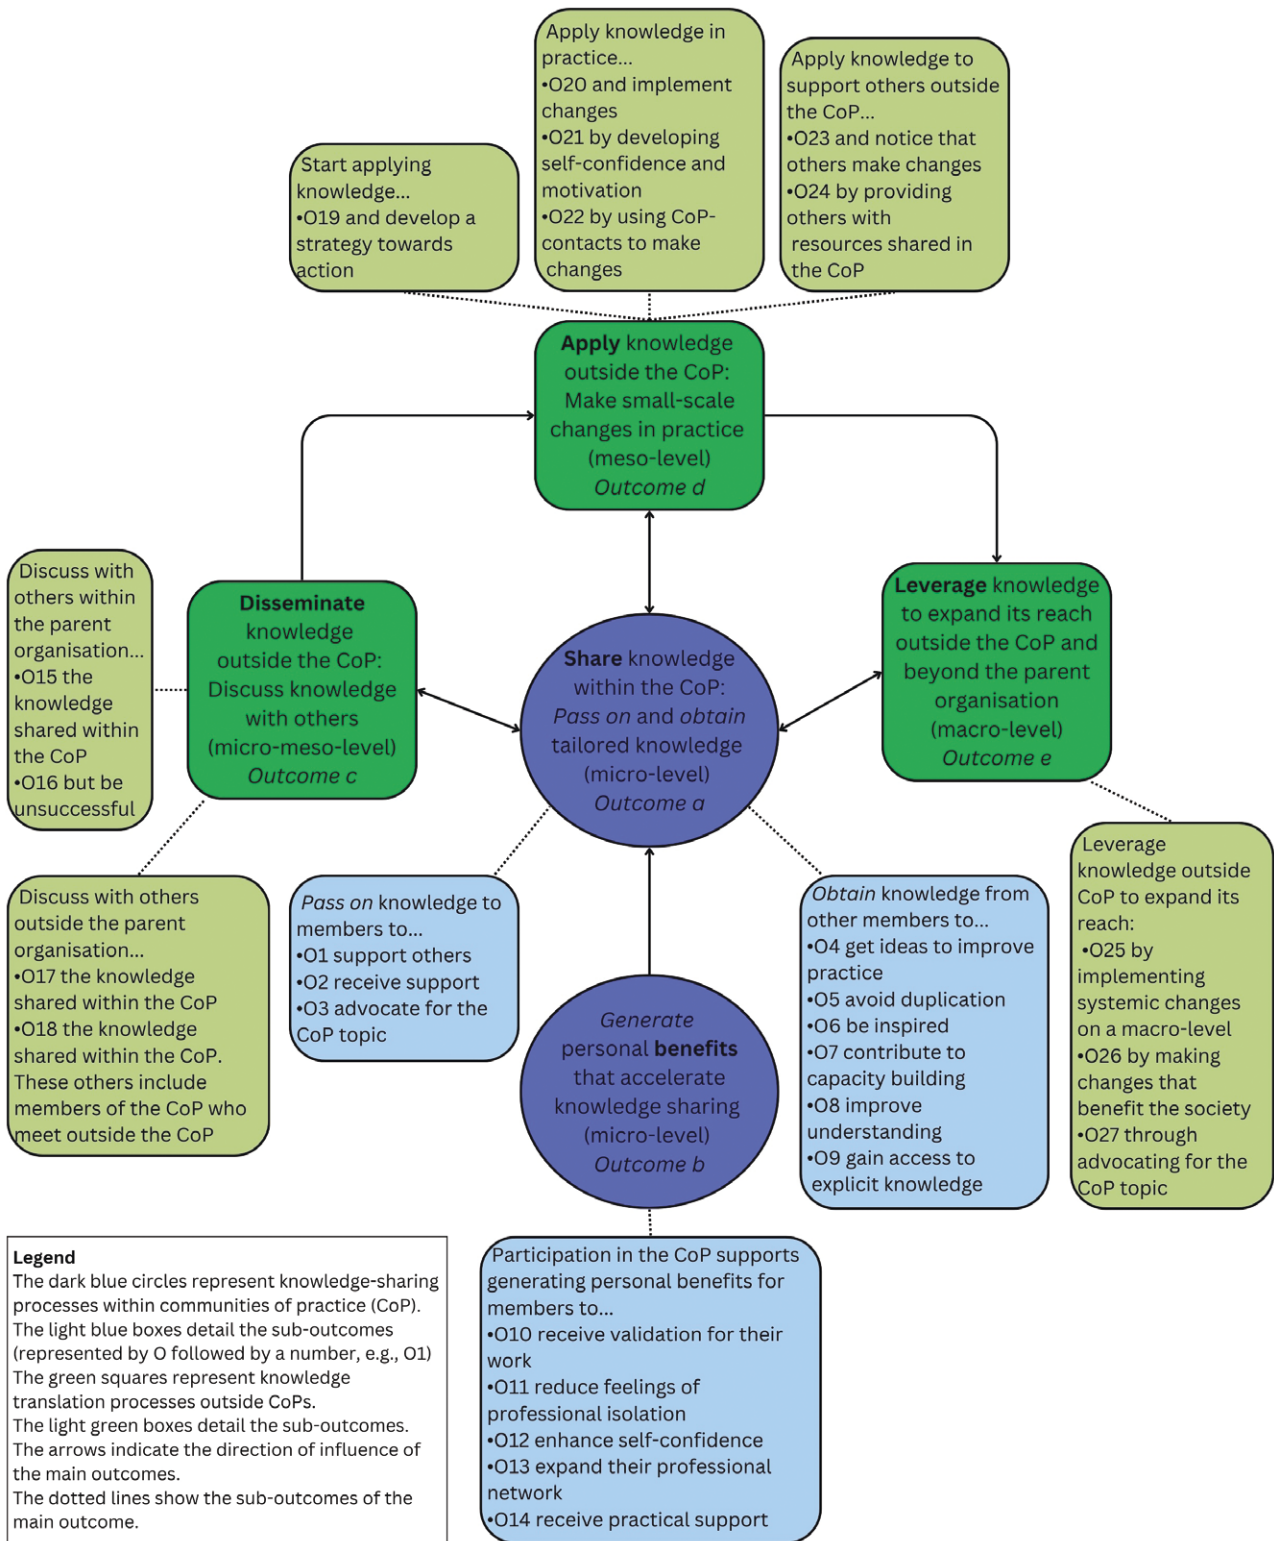 Apply knowledge in
practice...
•O20 and implement
changes
•O21 by developing
self-confidence and
motivation
•O22 by using CoP-
contacts to make
changes
Apply knowledge to
support others outside
the CoP...
•O23 and notice that
others make changes
•O24 by providing
others with
resources shared in
the CoP
Start applying
knowledge...
•O19 and develop a
strategy towards
action
Apply knowledge
outside the CoP:
Make small-scale
changes in practice
(meso-level)
Outcome d
Discuss with
others within
the parent
organisation...
•O15 the
knowledge
shared within
the CoP
•O16 but be
unsuccessful
Disseminate
knowledge
outside the CoP:
Discuss knowledge
with others
(micro-meso-level)
Outcome c
Share knowledge
within the CoP:
Pass on and obtain
tailored knowledge
(micro-level)
Outcome a
Leverage knowledge
to expand its reach
outside the CoP and
beyond the parent
organisation
(macro-level)
Outcome e
Discuss with others
outside the parent
organisation...
•O17 the knowledge
shared within the CoP
•O18 the knowledge
shared within the CoP.
These others include
members of the CoP who
meet outside the CoP
Pass on knowledge to
members to...
•O1 support others
•O2 receive support
•O3 advocate for the
CoP topic
Generate
personal benefits
that accelerate
knowledge sharing
(micro-level)
Outcome b
Obtain knowledge from
other members to...
•O4 get ideas to improve
practice
•O5 avoid duplication
•O6 be inspired
•O7 contribute to
capacity building
•O8 improve
understanding
•O9 gain access to
explicit knowledge
Leverage
knowledge outside
CoP to expand its
reach:
•O25 by
implementing
systemic changes
on a macro-level
•O26 by making
changes that
benefit the society
•O27 through
advocating for the
CoP topic
Participation in the CoP supports
generating personal benefits for
members to...
•O10 receive validation for their
work
•O11 reduce feelings of
professional isolation
•O12 enhance self-confidence
•O13 expand their professional
network
•O14 receive practical support
Legend
The dark blue circles represent knowledge-sharing
processes within communities of practice (CoP).
The light blue boxes detail the sub-outcomes
(represented by O followed by a number, e.g., O1)
The green squares represent knowledge
translation processes outside CoPs.
The light green boxes detail the sub-outcomes.
The arrows indicate the direction of influence of
the main outcomes.
The dotted lines show the sub-outcomes of the
main outcome.